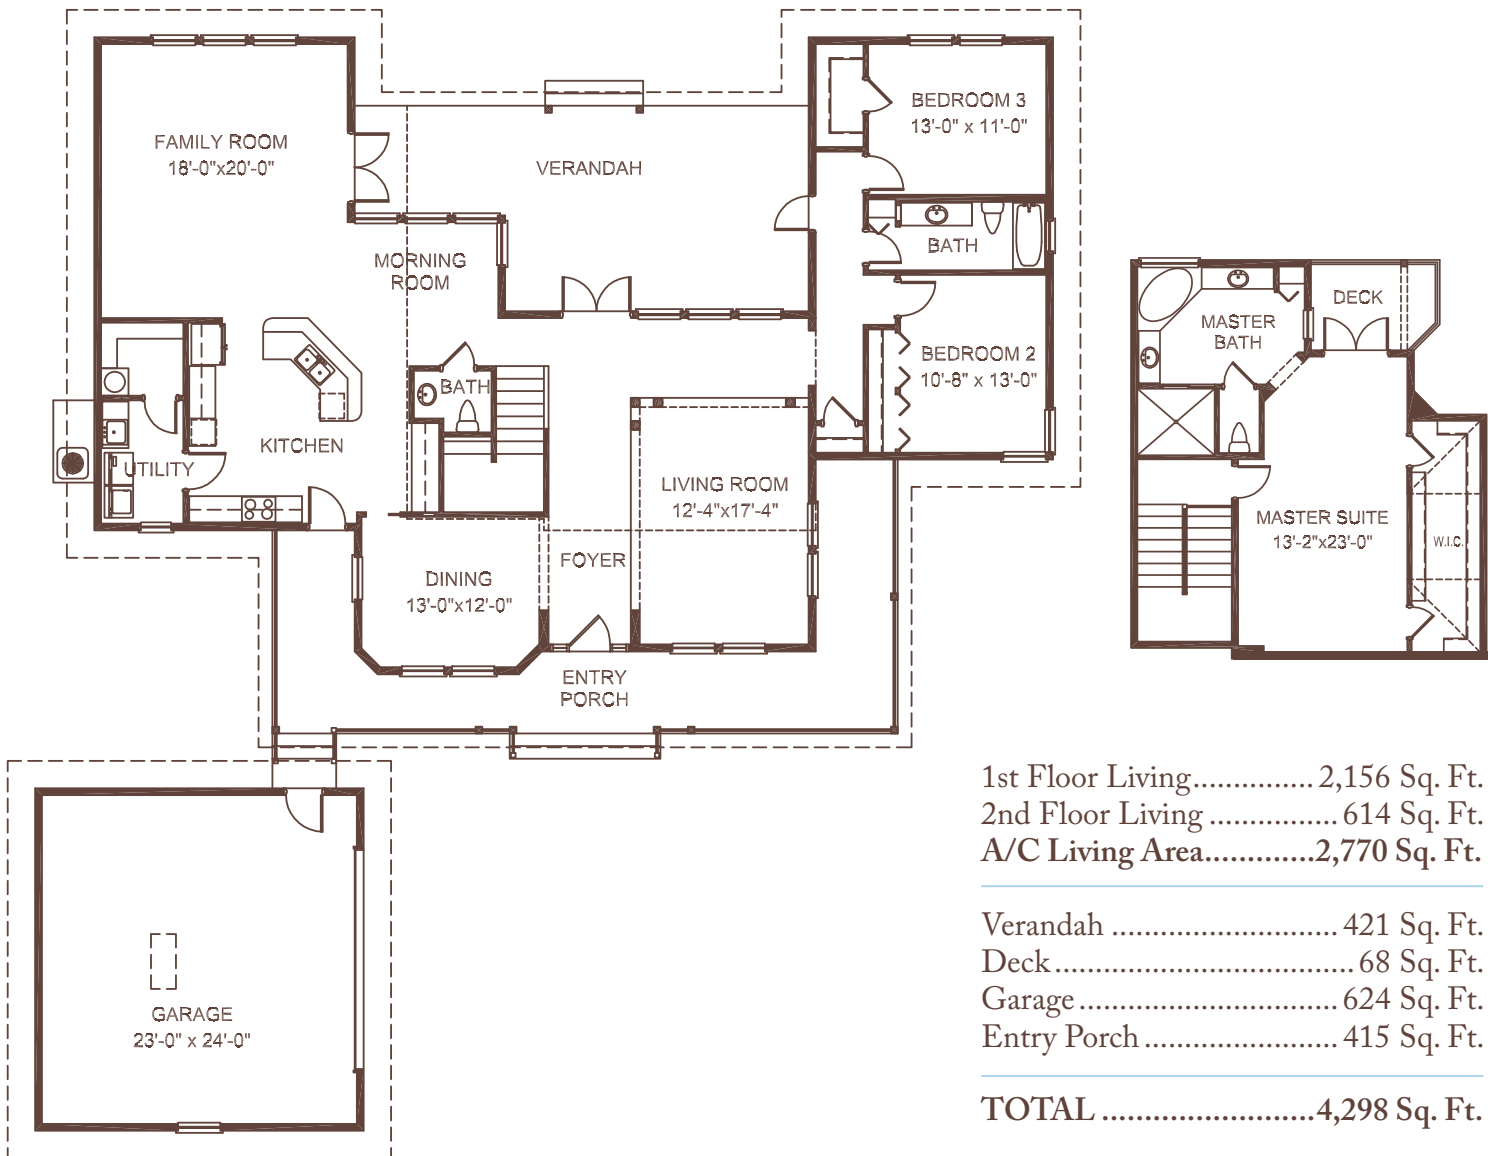 FAMILY ROOM
18'-0"x20'-0"
VERANDAH
BEDROOM 3
13'-0" x 11'-0"
BATH
MORNING
ROOM
BEDROOM 2
10'-8" x 13'-0"
BATH
KITCHEN
UTILITY
LIVING ROOM
12'-4"x17'-4"
FOYER
DINING
13'-0"x12'-0"
ENTRY
PORCH
GARAGE
23'-0" x 24'-0"
DECK
MASTER
BATH
MASTER SUITE
13'-2"x23'-0"
W.I.C.
1st Floor Living...............2,156 Sq. Ft.
2nd Floor Living................614 Sq. Ft.
A/C Living Area.............2,770 Sq. Ft.
Verandah............................421 Sq. Ft.
Deck.....................................68 Sq. Ft.
Garage................................624 Sq. Ft.
Entry Porch........................415 Sq. Ft.
TOTAL..........................4,298 Sq. Ft.